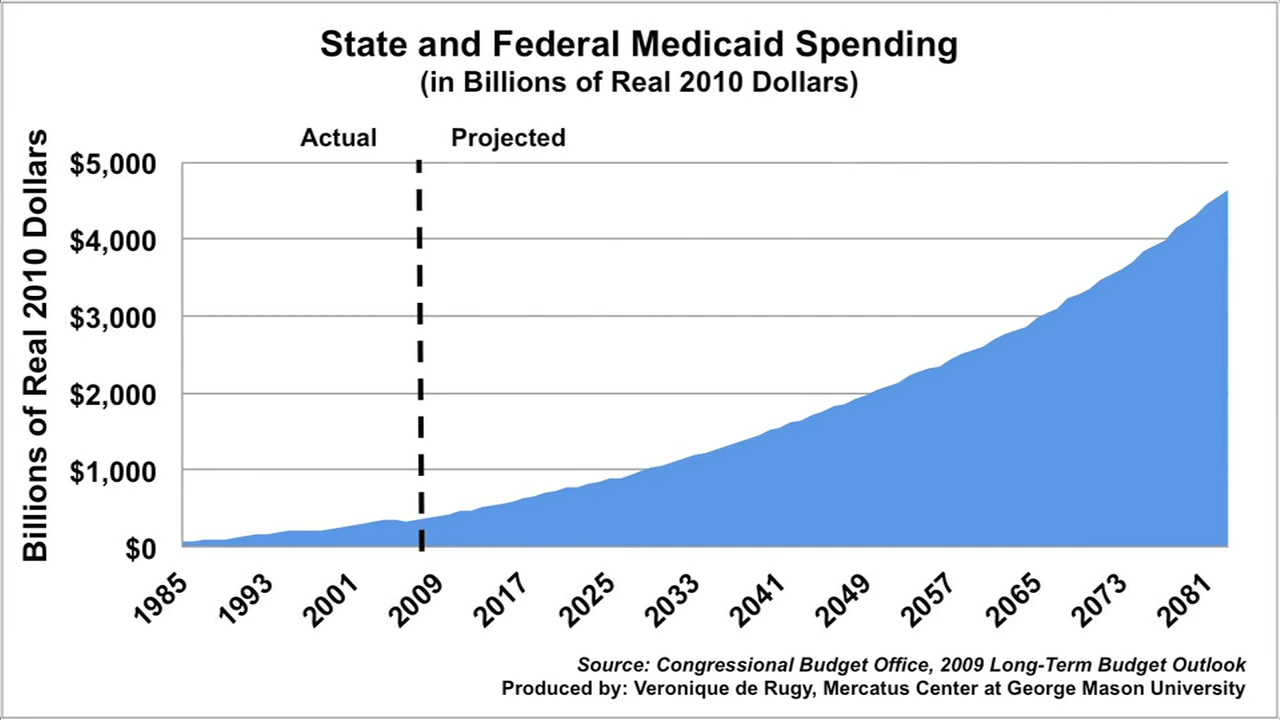 State and Federal Medicaid Spending
(in Billions of Real 2010 Dollars)
Actual Projected
Billions of Real 2010 Dollars
$5,000
$4,000
$3,000
$2,000
$1,000
$0
1985 1993 2001 2009 2017 2025 2033 2041 2049 2057 2065 2073 2081
Source: Congressional Budget Office, 2009 Long-Term Budget Outlook
Produced by: Veronique de Rugy, Mercatus Center at George Mason University